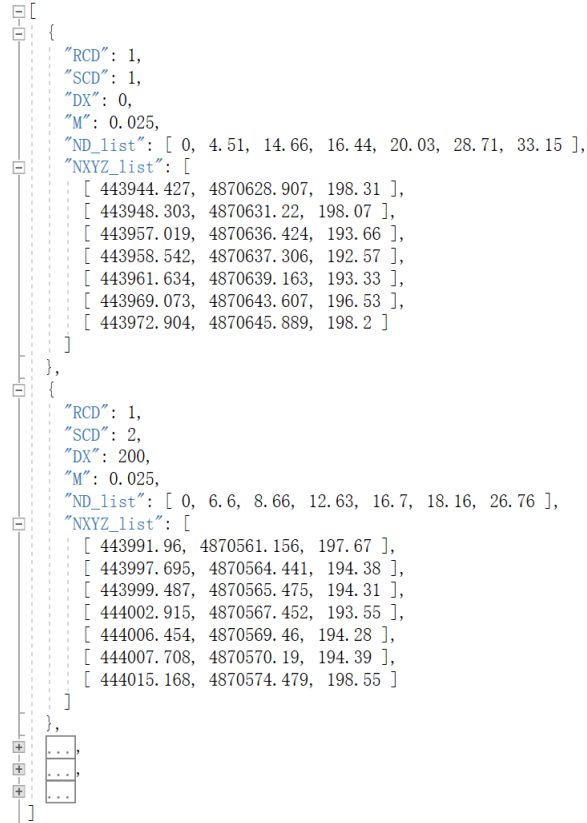 [
{
"RCD": 1,
"SCD": 1,
"DX": 0,
"M": 0.025,
"ND_list": [ 0, 4.51, 14.66, 16.44, 20.03, 28.71, 33.15 ],
"NXYZ_list": [
[ 443944.427, 4870628.907, 198.31 ],
[ 443948.303, 4870631.22, 198.07 ],
[ 443957.019, 4870636.424, 193.66 ],
[ 443958.542, 4870637.306, 192.57 ],
[ 443961.634, 4870639.163, 193.33 ],
[ 443969.073, 4870643.607, 196.53 ],
[ 443972.904, 4870645.889, 198.2 ]
]
},
{
"RCD": 1,
"SCD": 2,
"DX": 200,
"M": 0.025,
"ND_list": [ 0, 6.6, 8.66, 12.63, 16.7, 18.16, 26.76 ],
"NXYZ_list": [
[ 443991.96, 4870561.156, 197.67 ],
[ 443997.695, 4870564.441, 194.38 ],
[ 443999.487, 4870565.475, 194.31 ],
[ 444002.915, 4870567.452, 193.55 ],
[ 444006.454, 4870569.46, 194.28 ],
[ 444007.708, 4870570.19, 194.39 ],
[ 444015.168, 4870574.479, 198.55 ]
]
},
...,
...,
...
]